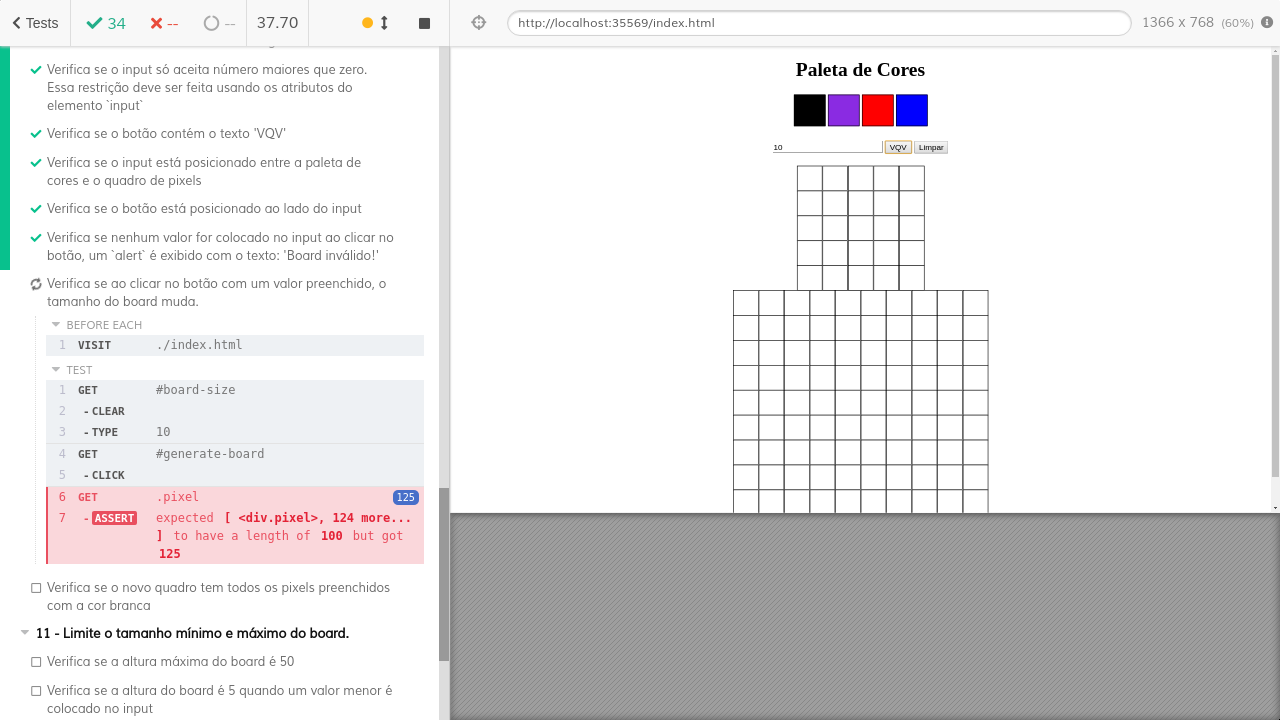 Tests
34
--
--
37.70
http://localhost:35569/index.html
1366 x 768 (60%)
Verifica se o input só aceita número maiores que zero.
Essa restrição deve ser feita usando os atributos do
elemento `input`
Verifica se o botão contém o texto 'VQV'
Verifica se o input está posicionado entre a paleta de
cores e o quadro de pixels
Verifica se o botão está posicionado ao lado do input
Verifica se nenhum valor for colocado no input ao clicar no
botão, um `alert` é exibido com o texto: 'Board inválido!'
Verifica se ao clicar no botão com um valor preenchido, o
tamanho do board muda.
BEFORE EACH
1 VISIT ./index.html
TEST
1 GET #board-size
2 - CLEAR
3 - TYPE 10
4 GET #generate-board
5 - CLICK
6 GET .pixel 125
7 - ASSERT expected [ <div.pixel>, 124 more...
] to have a length of 100 but got
125
Verifica se o novo quadro tem todos os pixels preenchidos
com a cor branca
11 - Limite o tamanho mínimo e máximo do board.
Verifica se a altura máxima do board é 50
Verifica se a altura do board é 5 quando um valor menor é
colocado no input
Paleta de Cores
10 VQV Limpar